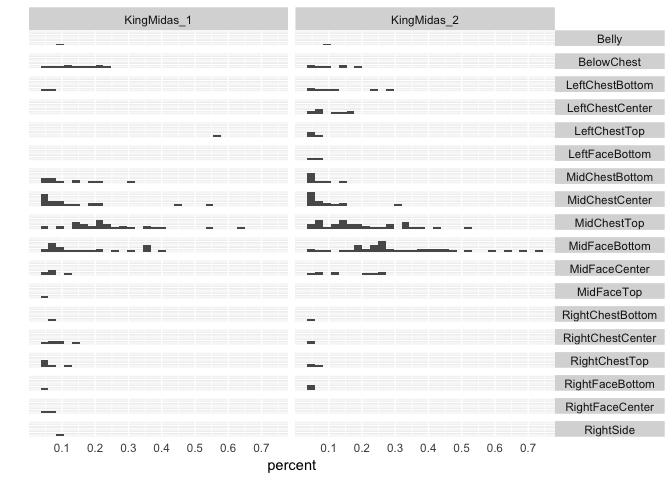 KingMidas_1 KingMidas_2
Belly
BelowChest
LeftChestBottom
LeftChestCenter
LeftChestTop
LeftFaceBottom
MidChestBottom
MidChestCenter
MidChestTop
MidFaceBottom
MidFaceCenter
MidFaceTop
RightChestBottom
RightChestCenter
RightChestTop
RightFaceBottom
RightFaceCenter
RightSide
0.1 0.2 0.3 0.4 0.5 0.6 0.7 0.1 0.2 0.3 0.4 0.5 0.6 0.7
percent